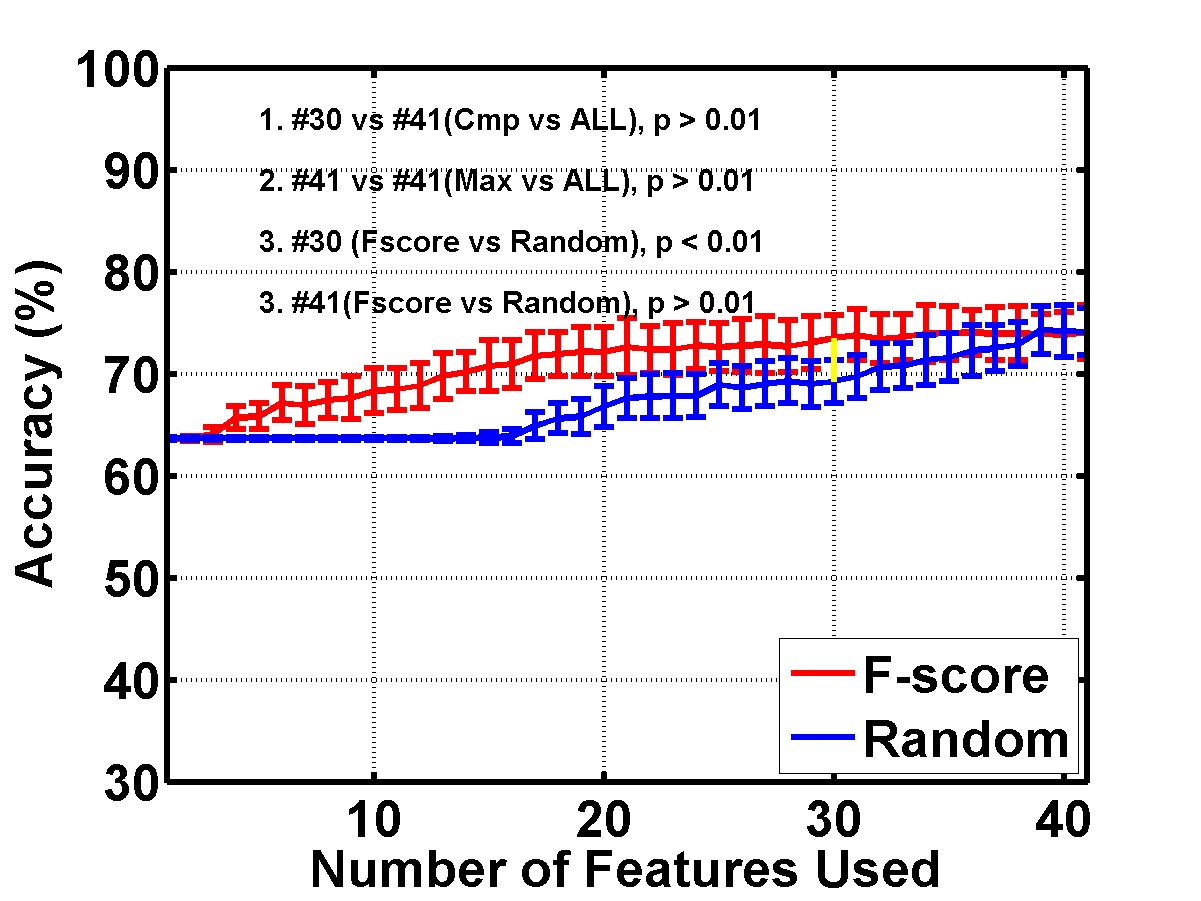 100
90
80
70
60
50
40
30
Accuracy (%)
1. #30 vs #41(Cmp vs ALL), p > 0.01
2. #41 vs #41(Max vs ALL), p > 0.01
3. #30 (Fscore vs Random), p < 0.01
3. #41(Fscore vs Random), p > 0.01
F-score
Random
10 20 30 40
Number of Features Used